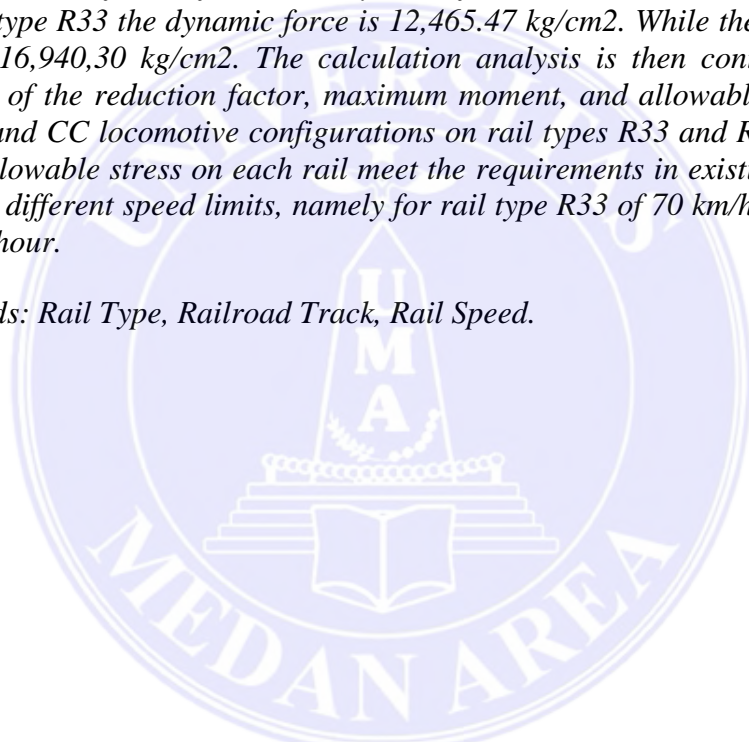 type R33 the dynamic force is 12,465.47 kg/cm2. While the
16,940,30 kg/cm2. The calculation analysis is then con
of the reduction factor, maximum moment, and allowabl
and CC locomotive configurations on rail types R33 and R
lowable stress on each rail meet the requirements in existi
different speed limits, namely for rail type R33 of 70 km/h
hour.
ds: Rail Type, Railroad Track, Rail Speed.
UNIVERSITAS
UMA
MEDAN AREA